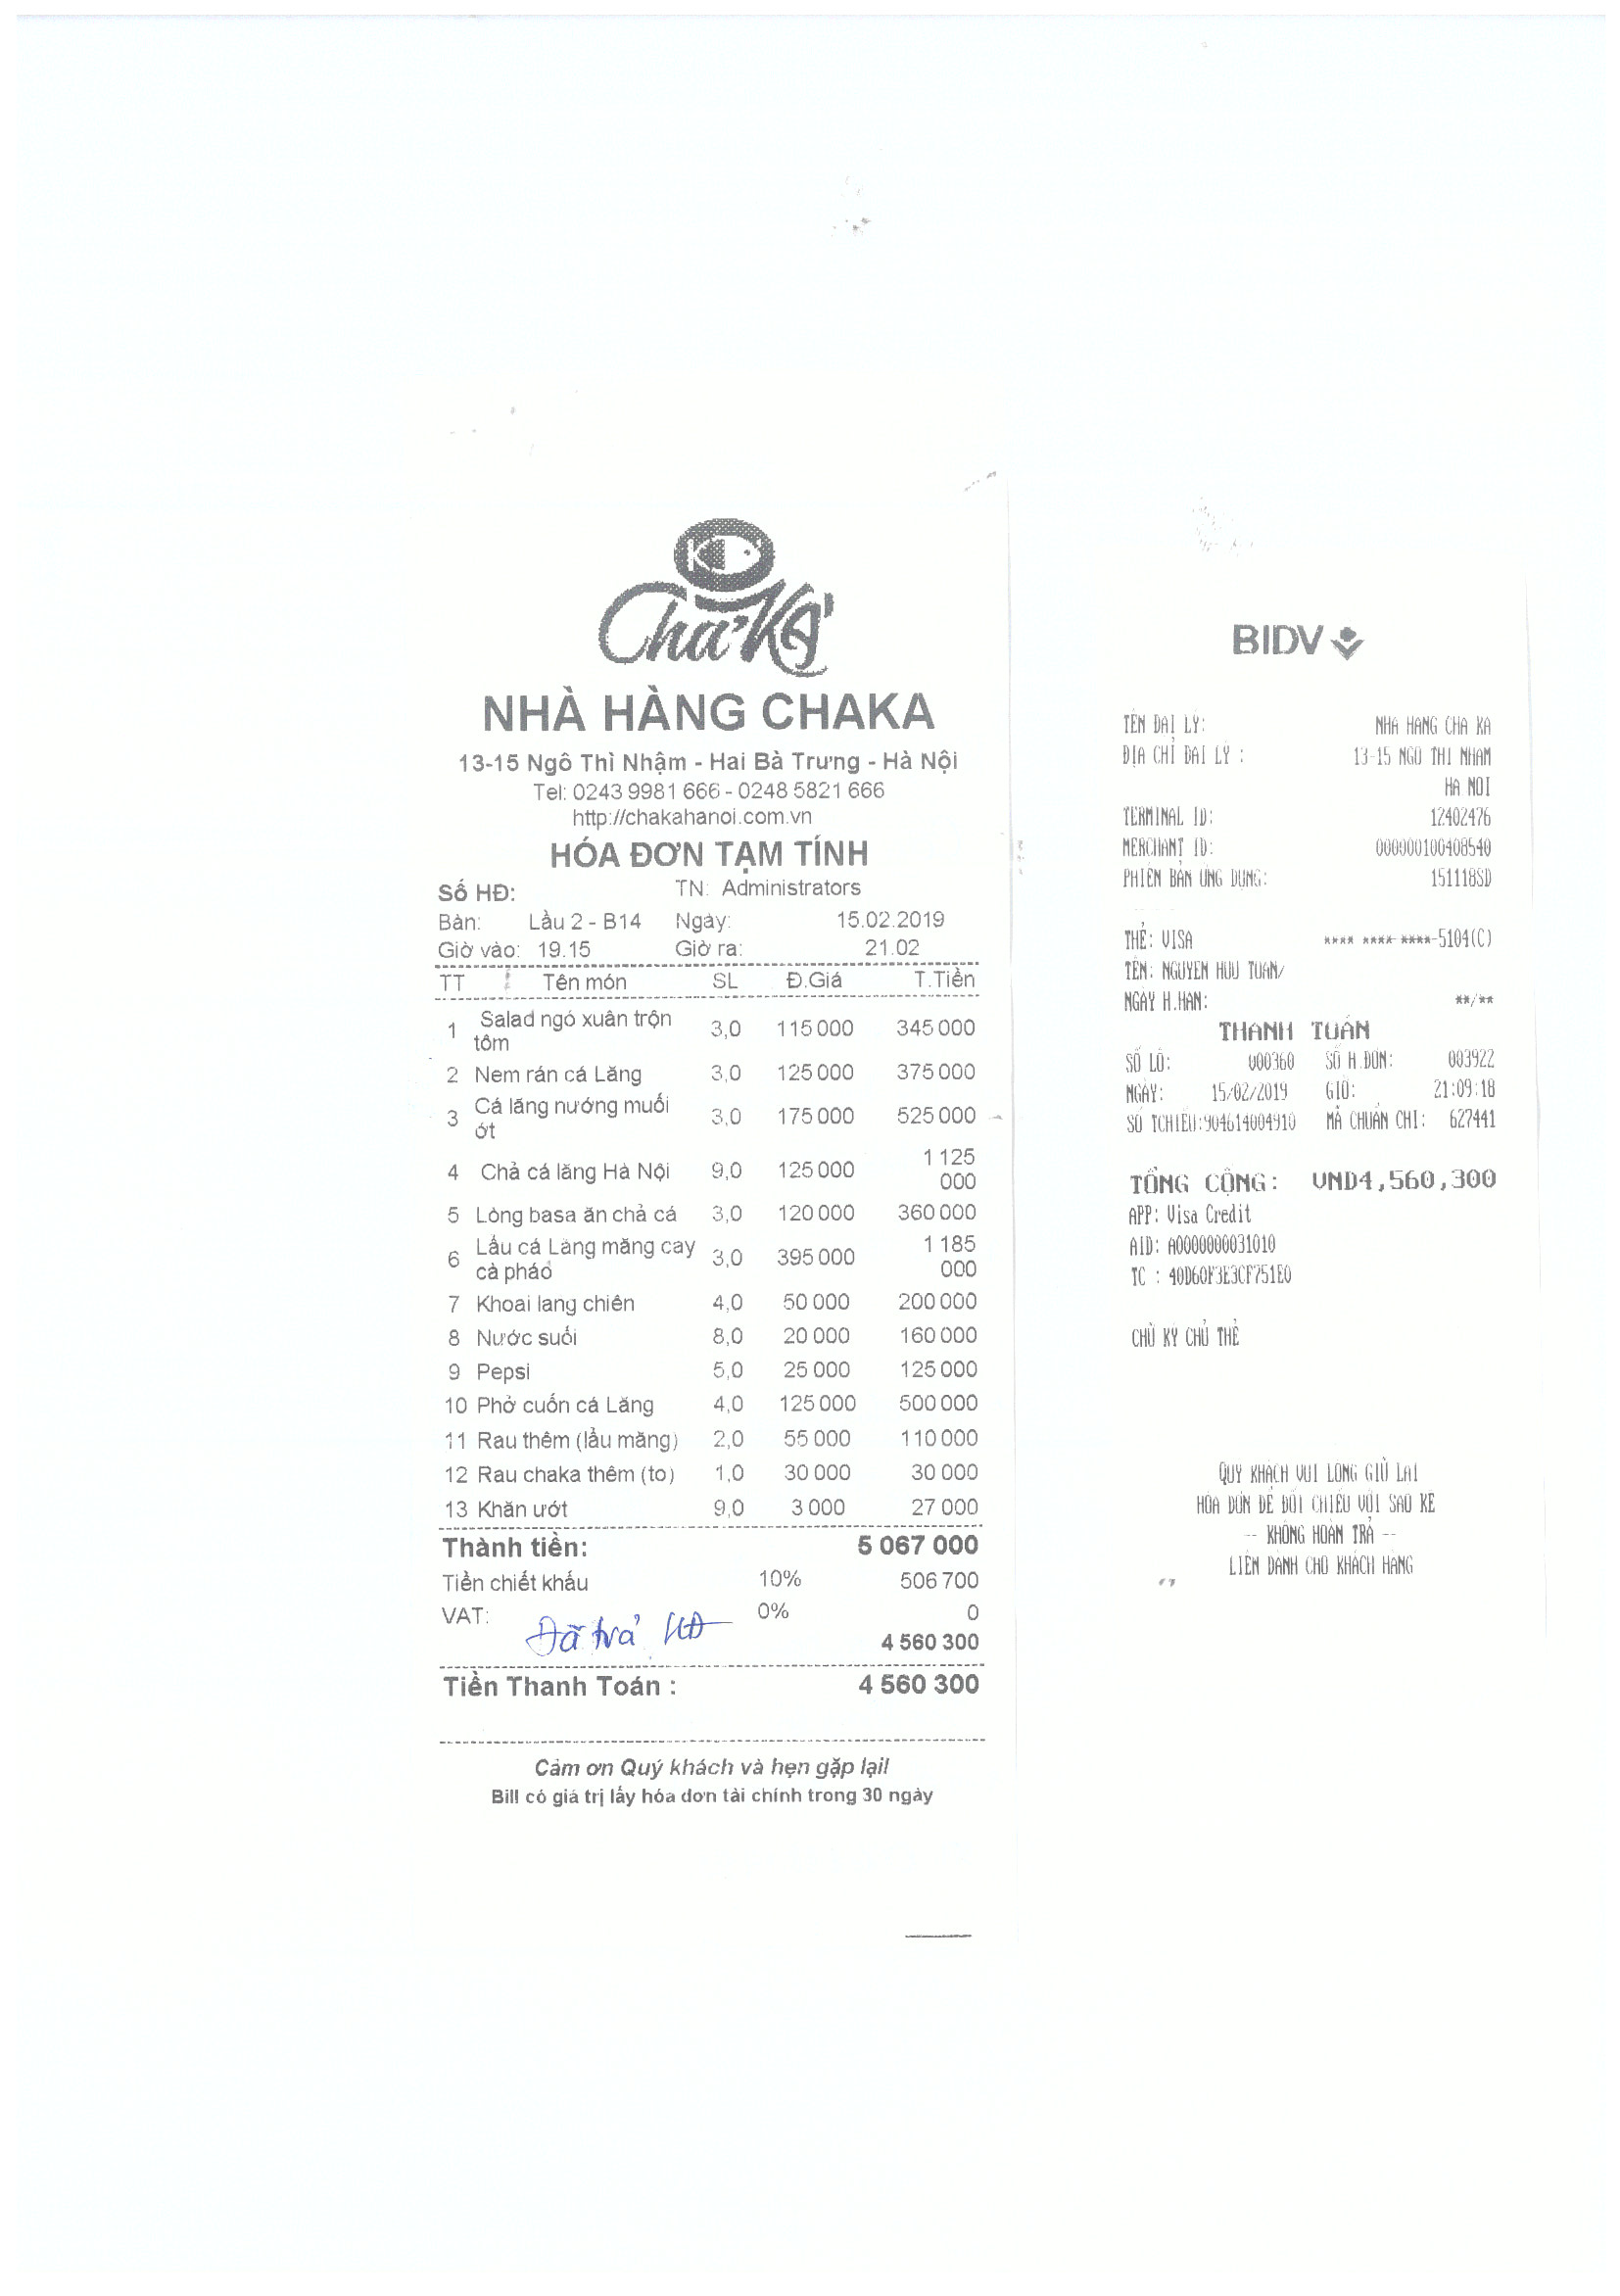 Chả Ká
NHÀ HÀNG CHAKA
13-15 Ngô Thì Nhậm - Hai Bà Trưng - Hà Nội
Tel: 0243 9981 666 - 0248 5821 666
http://chakahanoi.com.vn
HÓA ĐƠN TẠM TÍNH
Số HĐ: TN: Administrators
Bàn: Lầu 2 - B14 Ngày: 15.02.2019
Giờ vào: 19.15 Giờ ra: 21.02
TT Tên món SL Đ.Giá T.Tiền
1 Salad ngó xuân trộn tôm 3,0 115 000 345 000
2 Nem rán cá Lăng 3,0 125 000 375 000
3 Cá lăng nướng muối ớt 3,0 175 000 525 000
4 Chả cá lăng Hà Nội 9,0 125 000 1 125 000
5 Lòng basa ăn chả cá 3,0 120 000 360 000
6 Lẩu cá Lăng măng cay cà pháo 3,0 395 000 1 185 000
7 Khoai lang chiên 4,0 50 000 200 000
8 Nước suối 8,0 20 000 160 000
9 Pepsi 5,0 25 000 125 000
10 Phở cuốn cá Lăng 4,0 125 000 500 000
11 Rau thêm (lẩu măng) 2,0 55 000 110 000
12 Rau chaka thêm (to) 1,0 30 000 30 000
13 Khăn ướt 9,0 3 000 27 000
Thành tiền: 5 067 000
Tiền chiết khấu 10% 506 700
VAT: 0% 0
Đã trả HĐ
4 560 300
Tiền Thanh Toán : 4 560 300
Cảm ơn Quý khách và hẹn gặp lại!
Bill có giá trị lấy hóa đơn tài chính trong 30 ngày
BIDV
TÊN ĐẠI LÝ: NHA HANG CHA KA
ĐỊA CHỈ ĐẠI LÝ : 13-15 NGO THI NHAM
HA NOI
TERMINAL ID: 12402476
MERCHANT ID: 000000100408540
PHIÊN BẢN ỨNG DỤNG: 151118SD
THẺ: VISA **** **** ****-5104(C)
TÊN: NGUYEN HUU TUAN/
NGÀY H.HẠN: **/**
THANH TOÁN
SỐ LÔ: 000360 SỐ H.ĐƠN: 003922
NGÀY: 15/02/2019 GIỜ: 21:09:18
SỐ TCHIẾU:904614004910 MÃ CHUẨN CHI: 627441
TỔNG CỘNG: VND4,560,300
APP: Visa Credit
AID: A0000000031010
TC : 40D60F3E3CF751E0
CHỮ KÝ CHỦ THẺ
QUÝ KHÁCH VUI LÒNG GIỮ LẠI
HÓA ĐƠN ĐỂ ĐỐI CHIẾU VỚI SAO KÊ
-- KHÔNG HOÀN TRẢ --
LIÊN DÀNH CHO KHÁCH HÀNG